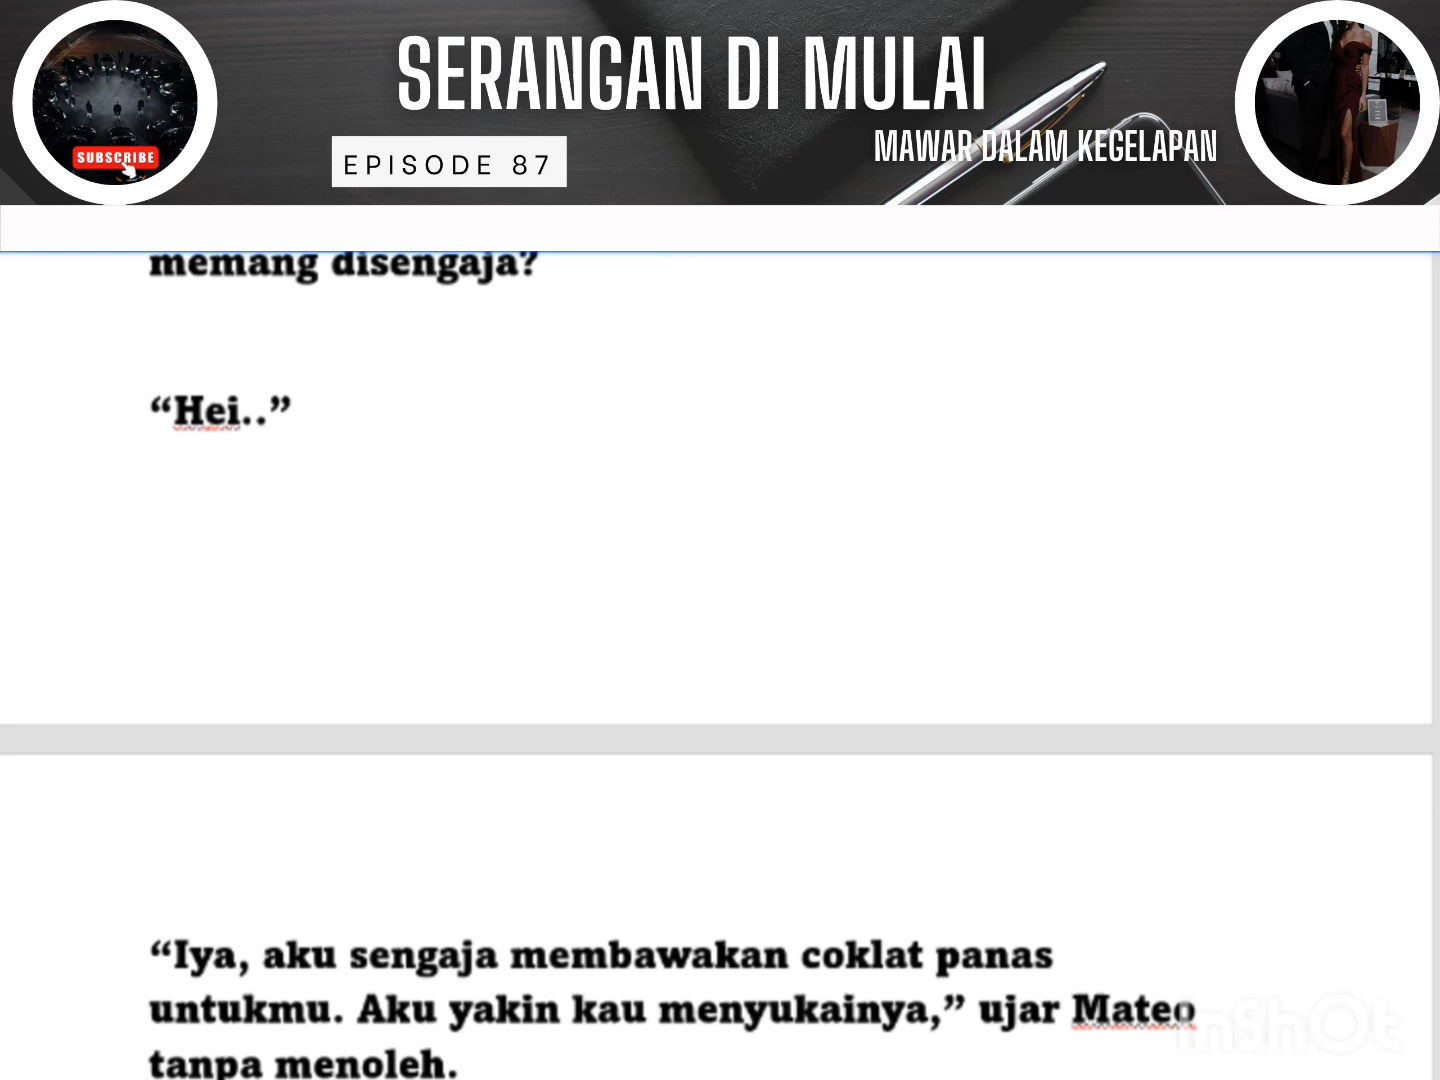 SERANGAN DI MULAI
MAWAR DALAM KEGELAPAN
EPISODE 87
SUBSCRIBE
memang disengaja?
“Hei..”
“Iya, aku sengaja membawakan coklat panas
untukmu. Aku yakin kau menyukainya,” ujar Mateo
tanpa menoleh.
InShOt